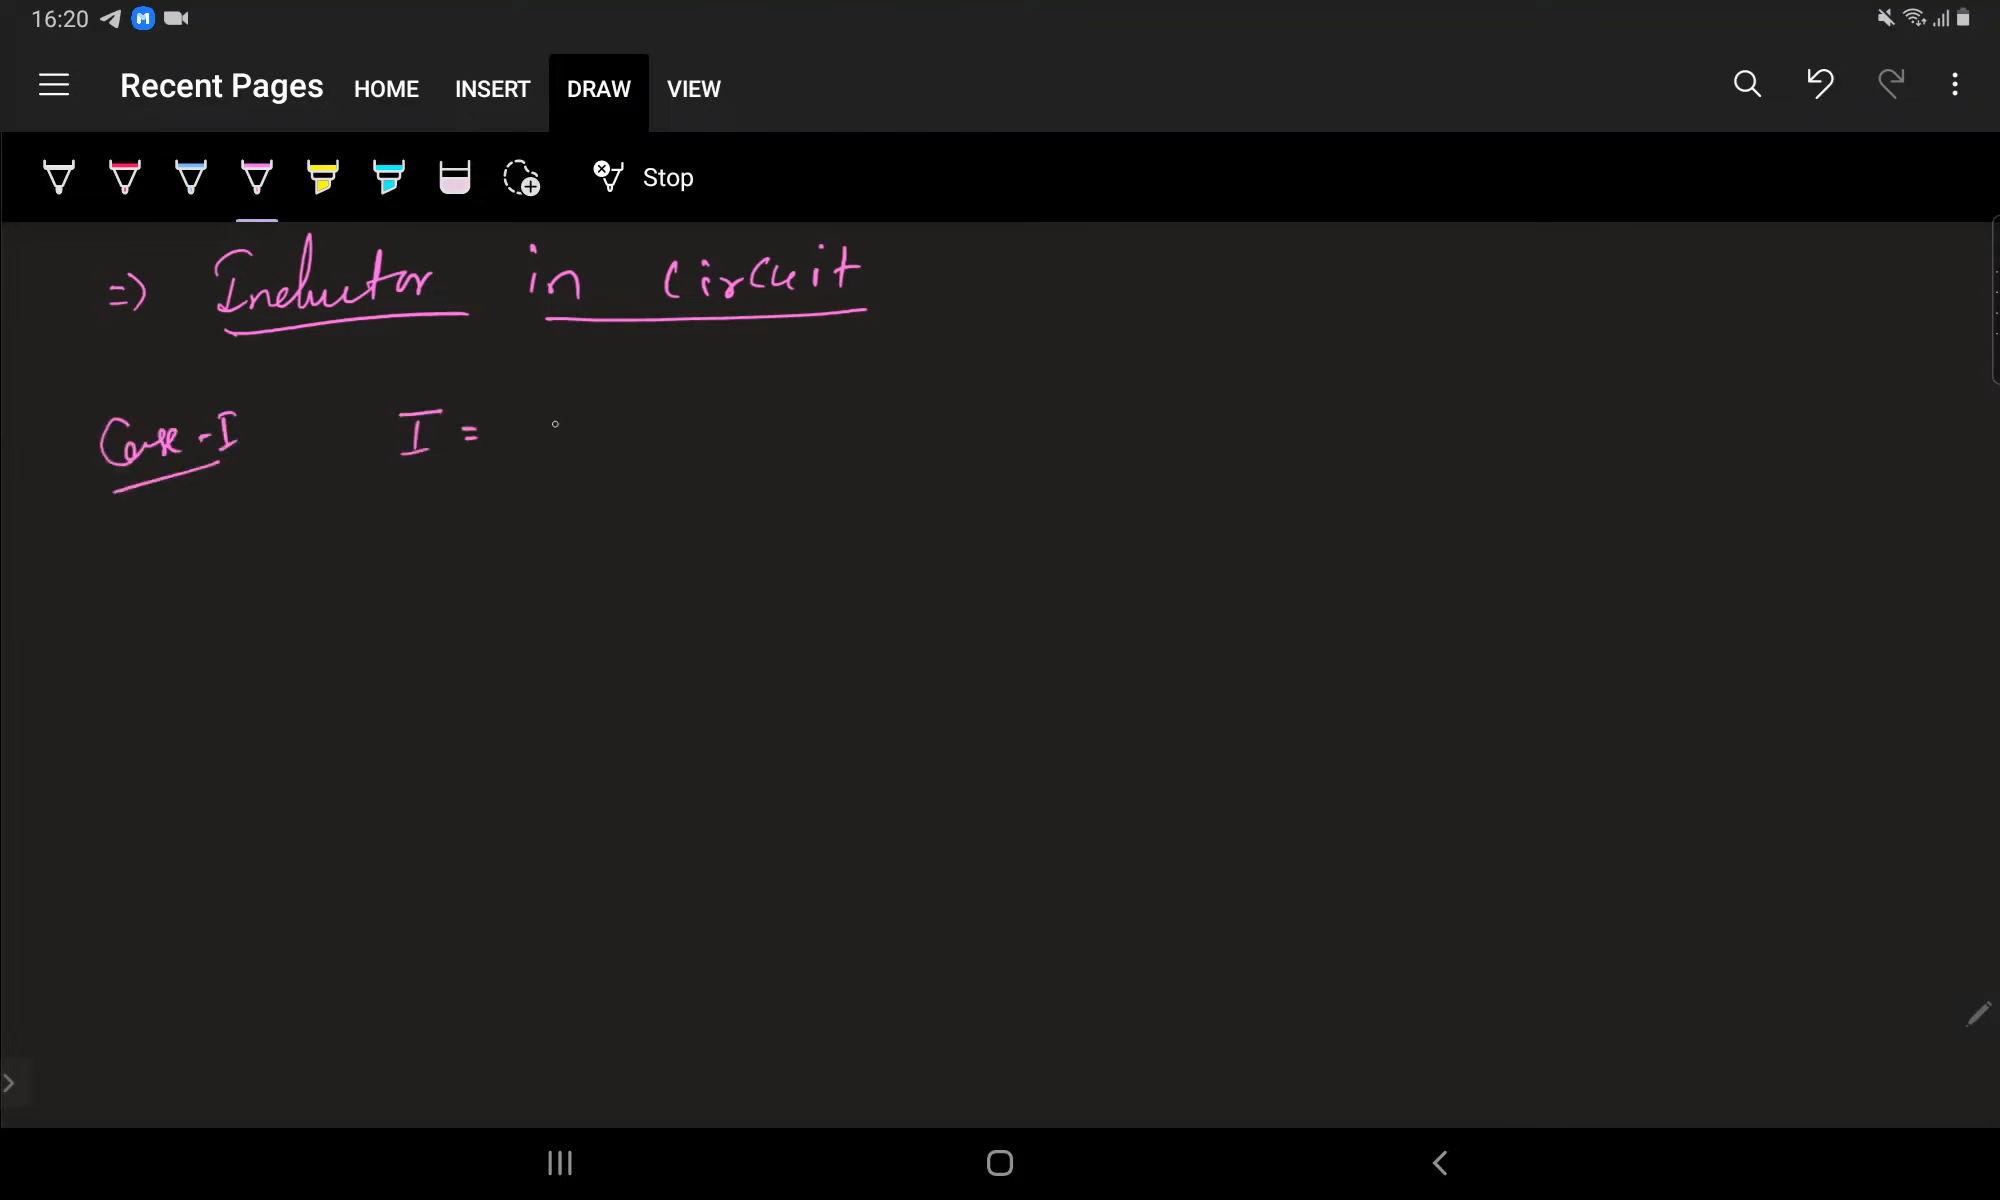 16:20
Recent Pages HOME INSERT DRAW VIEW
Stop
=> Inductor in circuit
Case-I I =